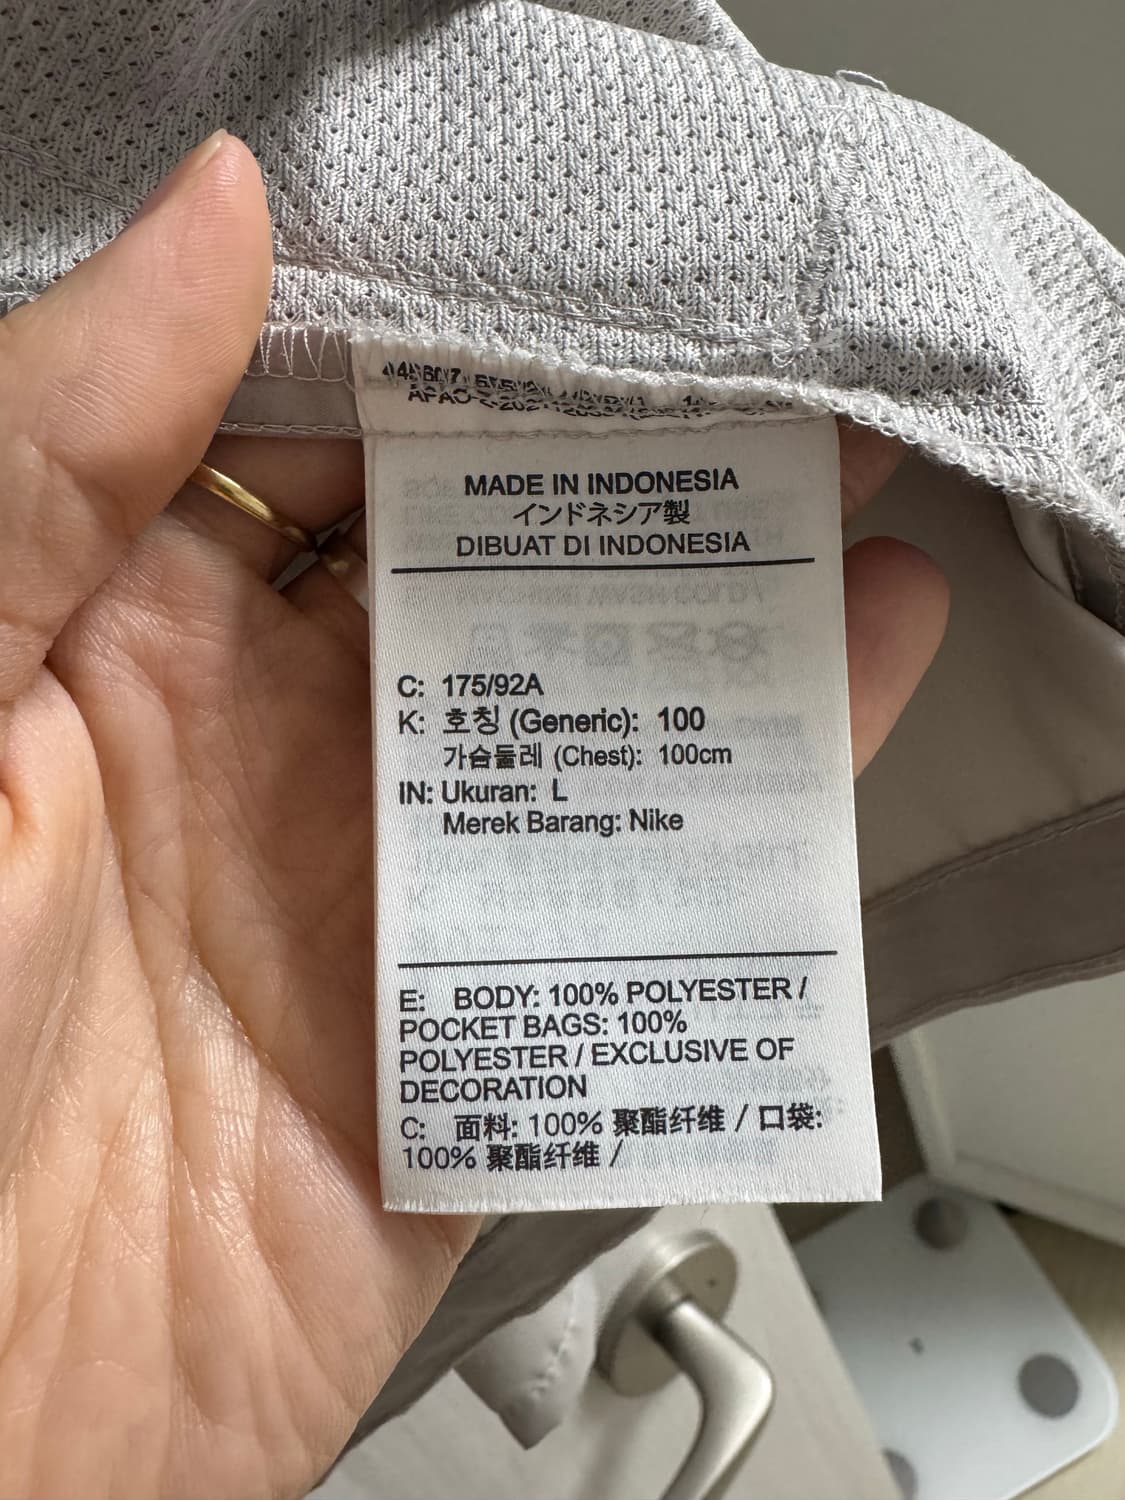 MADE IN INDONESIA
インドネシア製
DIBUAT DI INDONESIA
C: 175/92A
K: 호칭 (Generic): 100
가슴둘레 (Chest): 100cm
IN: Ukuran: L
Merek Barang: Nike
E: BODY: 100% POLYESTER /
POCKET BAGS: 100%
POLYESTER / EXCLUSIVE OF
DECORATION
C: 面料: 100% 聚酯纤维 / 口袋:
100% 聚酯纤维 /